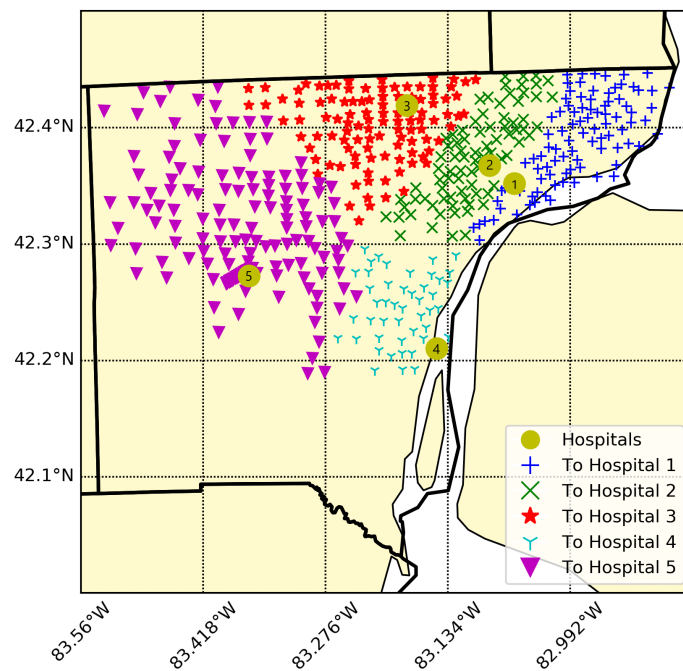 42.4°N
42.3°N
42.2°N
42.1°N
3
2
1
5
4
Hospitals
To Hospital 1
To Hospital 2
To Hospital 3
To Hospital 4
To Hospital 5
83.56°W
83.418°W
83.276°W
83.134°W
82.992°W